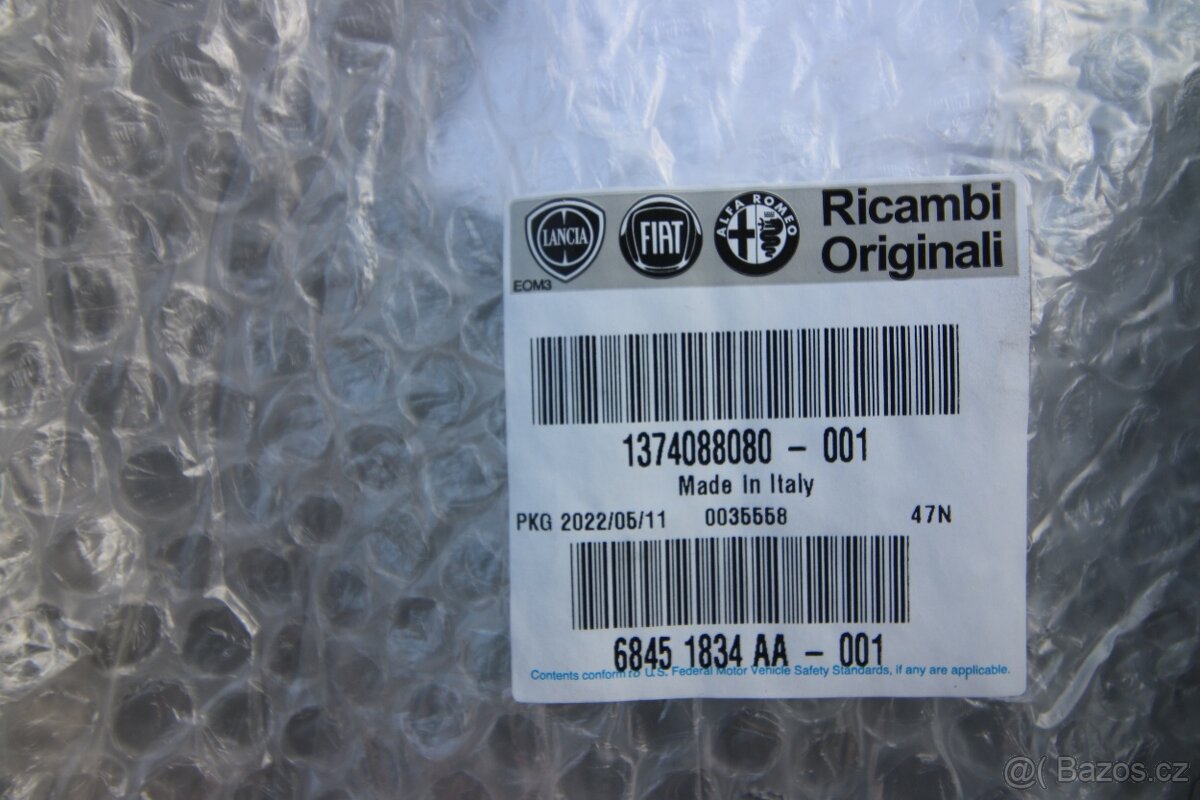 LANCIA FIAT ALFA ROMEO Ricambi
Originali
EOM3
1374088080 - 001
Made In Italy
PKG 2022/05/11 0035558 47N
6845 1834 AA - 001
Contents conform to U.S. Federal Motor Vehicle Safety Standards, if any are applicable.
@( Bazos.cz